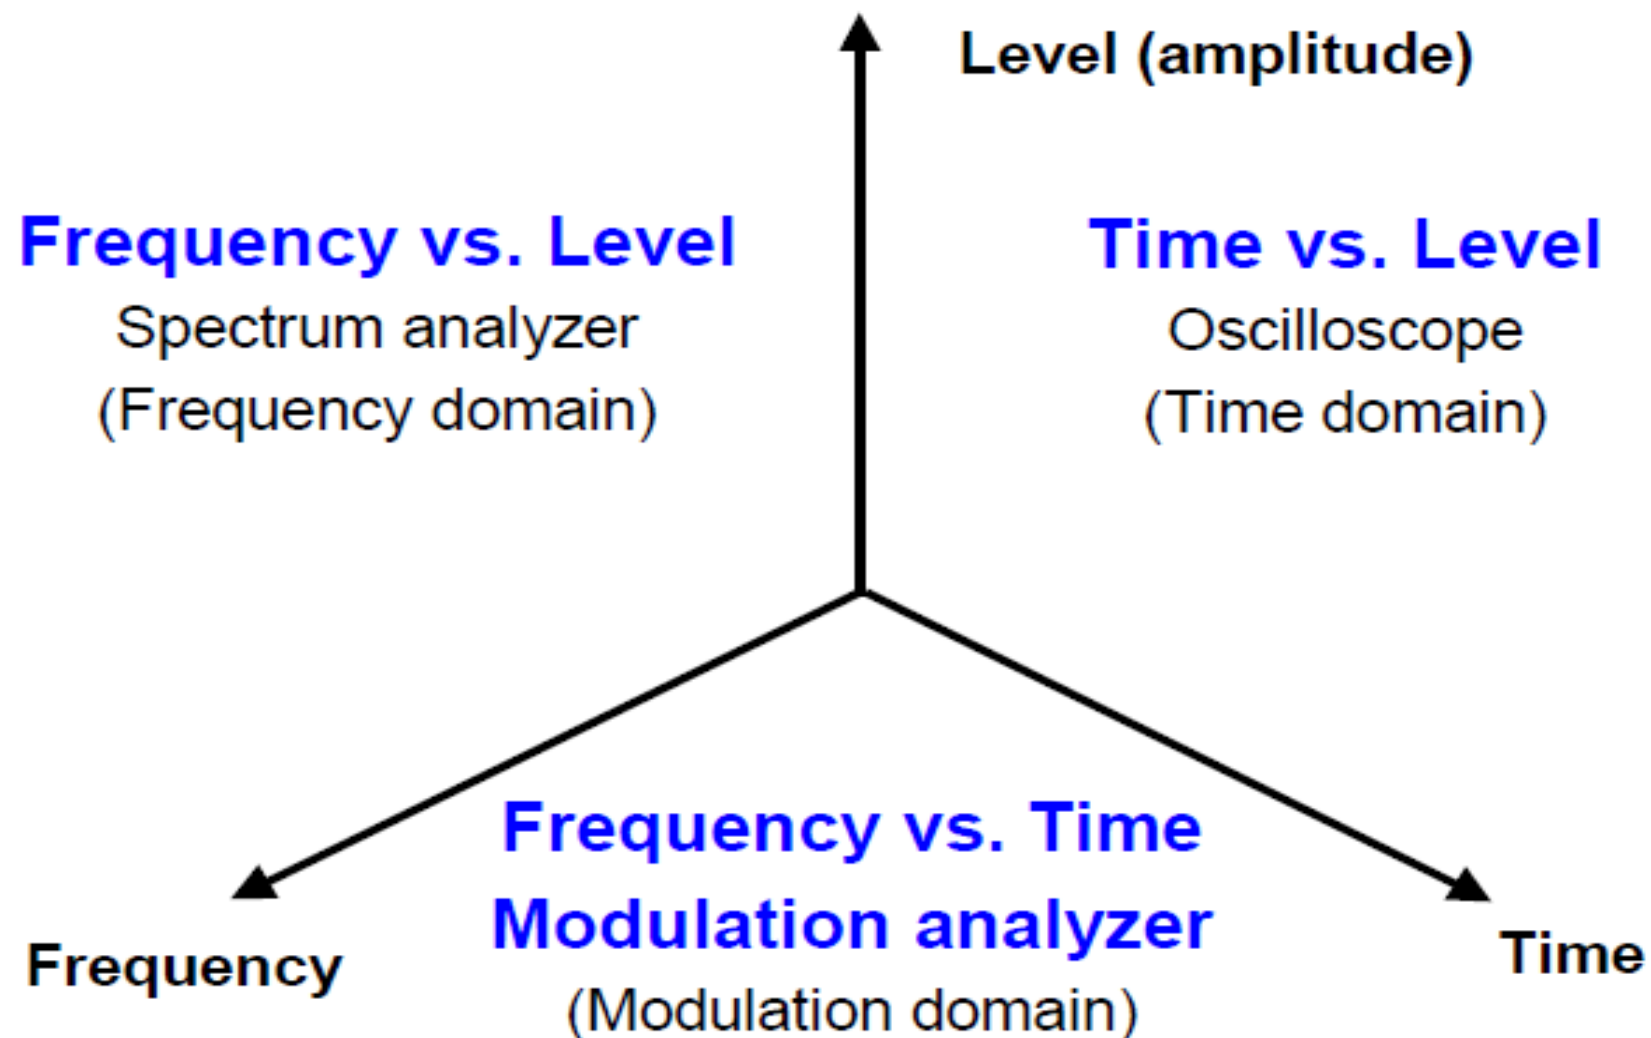 Level (amplitude)
Frequency vs. Level
Spectrum analyzer
(Frequency domain)
Time vs. Level
Oscilloscope
(Time domain)
Frequency vs. Time
Modulation analyzer
(Modulation domain)
Frequency
Time